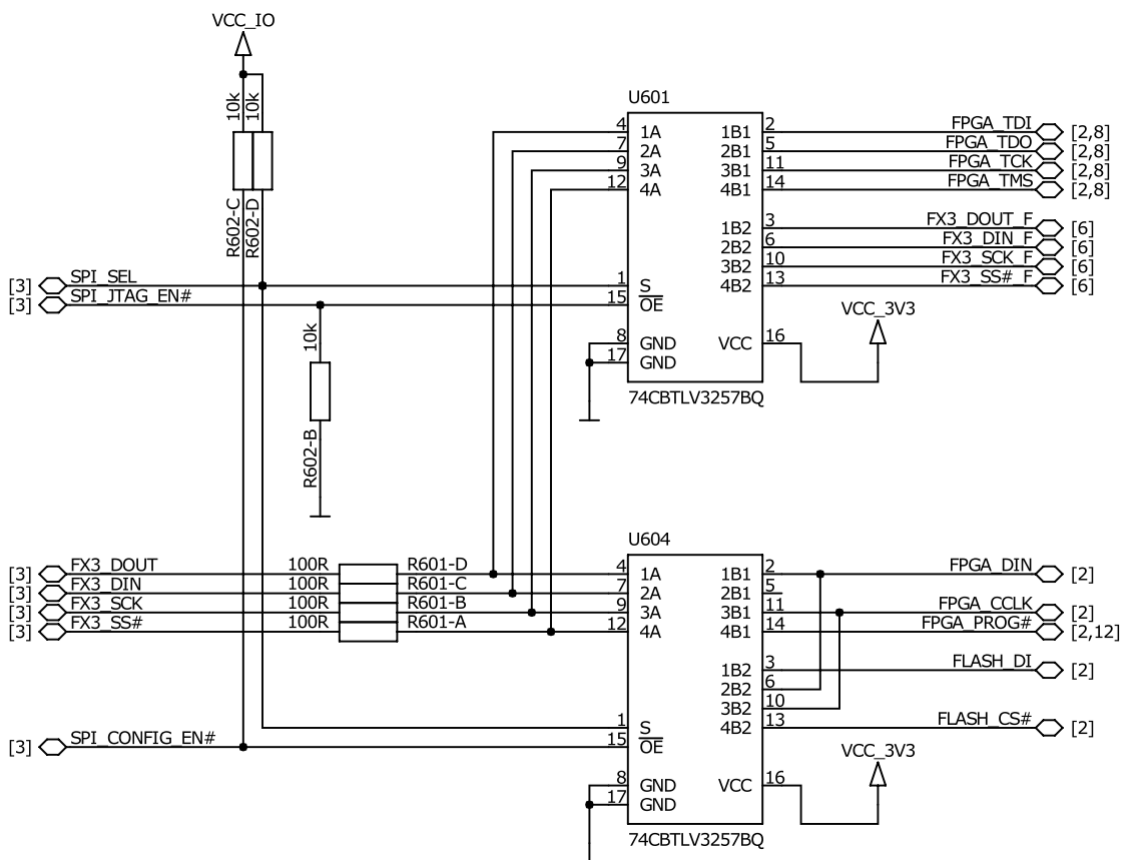 VCC_IO
10k
10k
R602-C
R602-D
U601
4 1A 1B1 2 FPGA_TDI [2,8]
7 2A 2B1 5 FPGA_TDO [2,8]
9 3A 3B1 11 FPGA_TCK [2,8]
12 4A 4B1 14 FPGA_TMS [2,8]
1B2 3 FX3_DOUT_F [6]
2B2 6 FX3_DIN_F [6]
3B2 10 FX3_SCK_F [6]
[3] SPI_SEL 1 S 4B2 13 FX3_SS#_F [6]
[3] SPI_JTAG_EN# 15 OE
VCC_3V3
8 GND VCC 16
17 GND
74CBTLV3257BQ
10k
R602-B
U604
[3] FX3_DOUT 100R R601-D 4 1A 1B1 2 FPGA_DIN [2]
[3] FX3_DIN 100R R601-C 7 2A 2B1 5
[3] FX3_SCK 100R R601-B 9 3A 3B1 11 FPGA_CCLK [2]
[3] FX3_SS# 100R R601-A 12 4A 4B1 14 FPGA_PROG# [2,12]
1B2 3 FLASH_DI [2]
2B2 6
3B2 10
1 S 4B2 13 FLASH_CS# [2]
[3] SPI_CONFIG_EN# 15 OE
VCC_3V3
8 GND VCC 16
17 GND
74CBTLV3257BQ